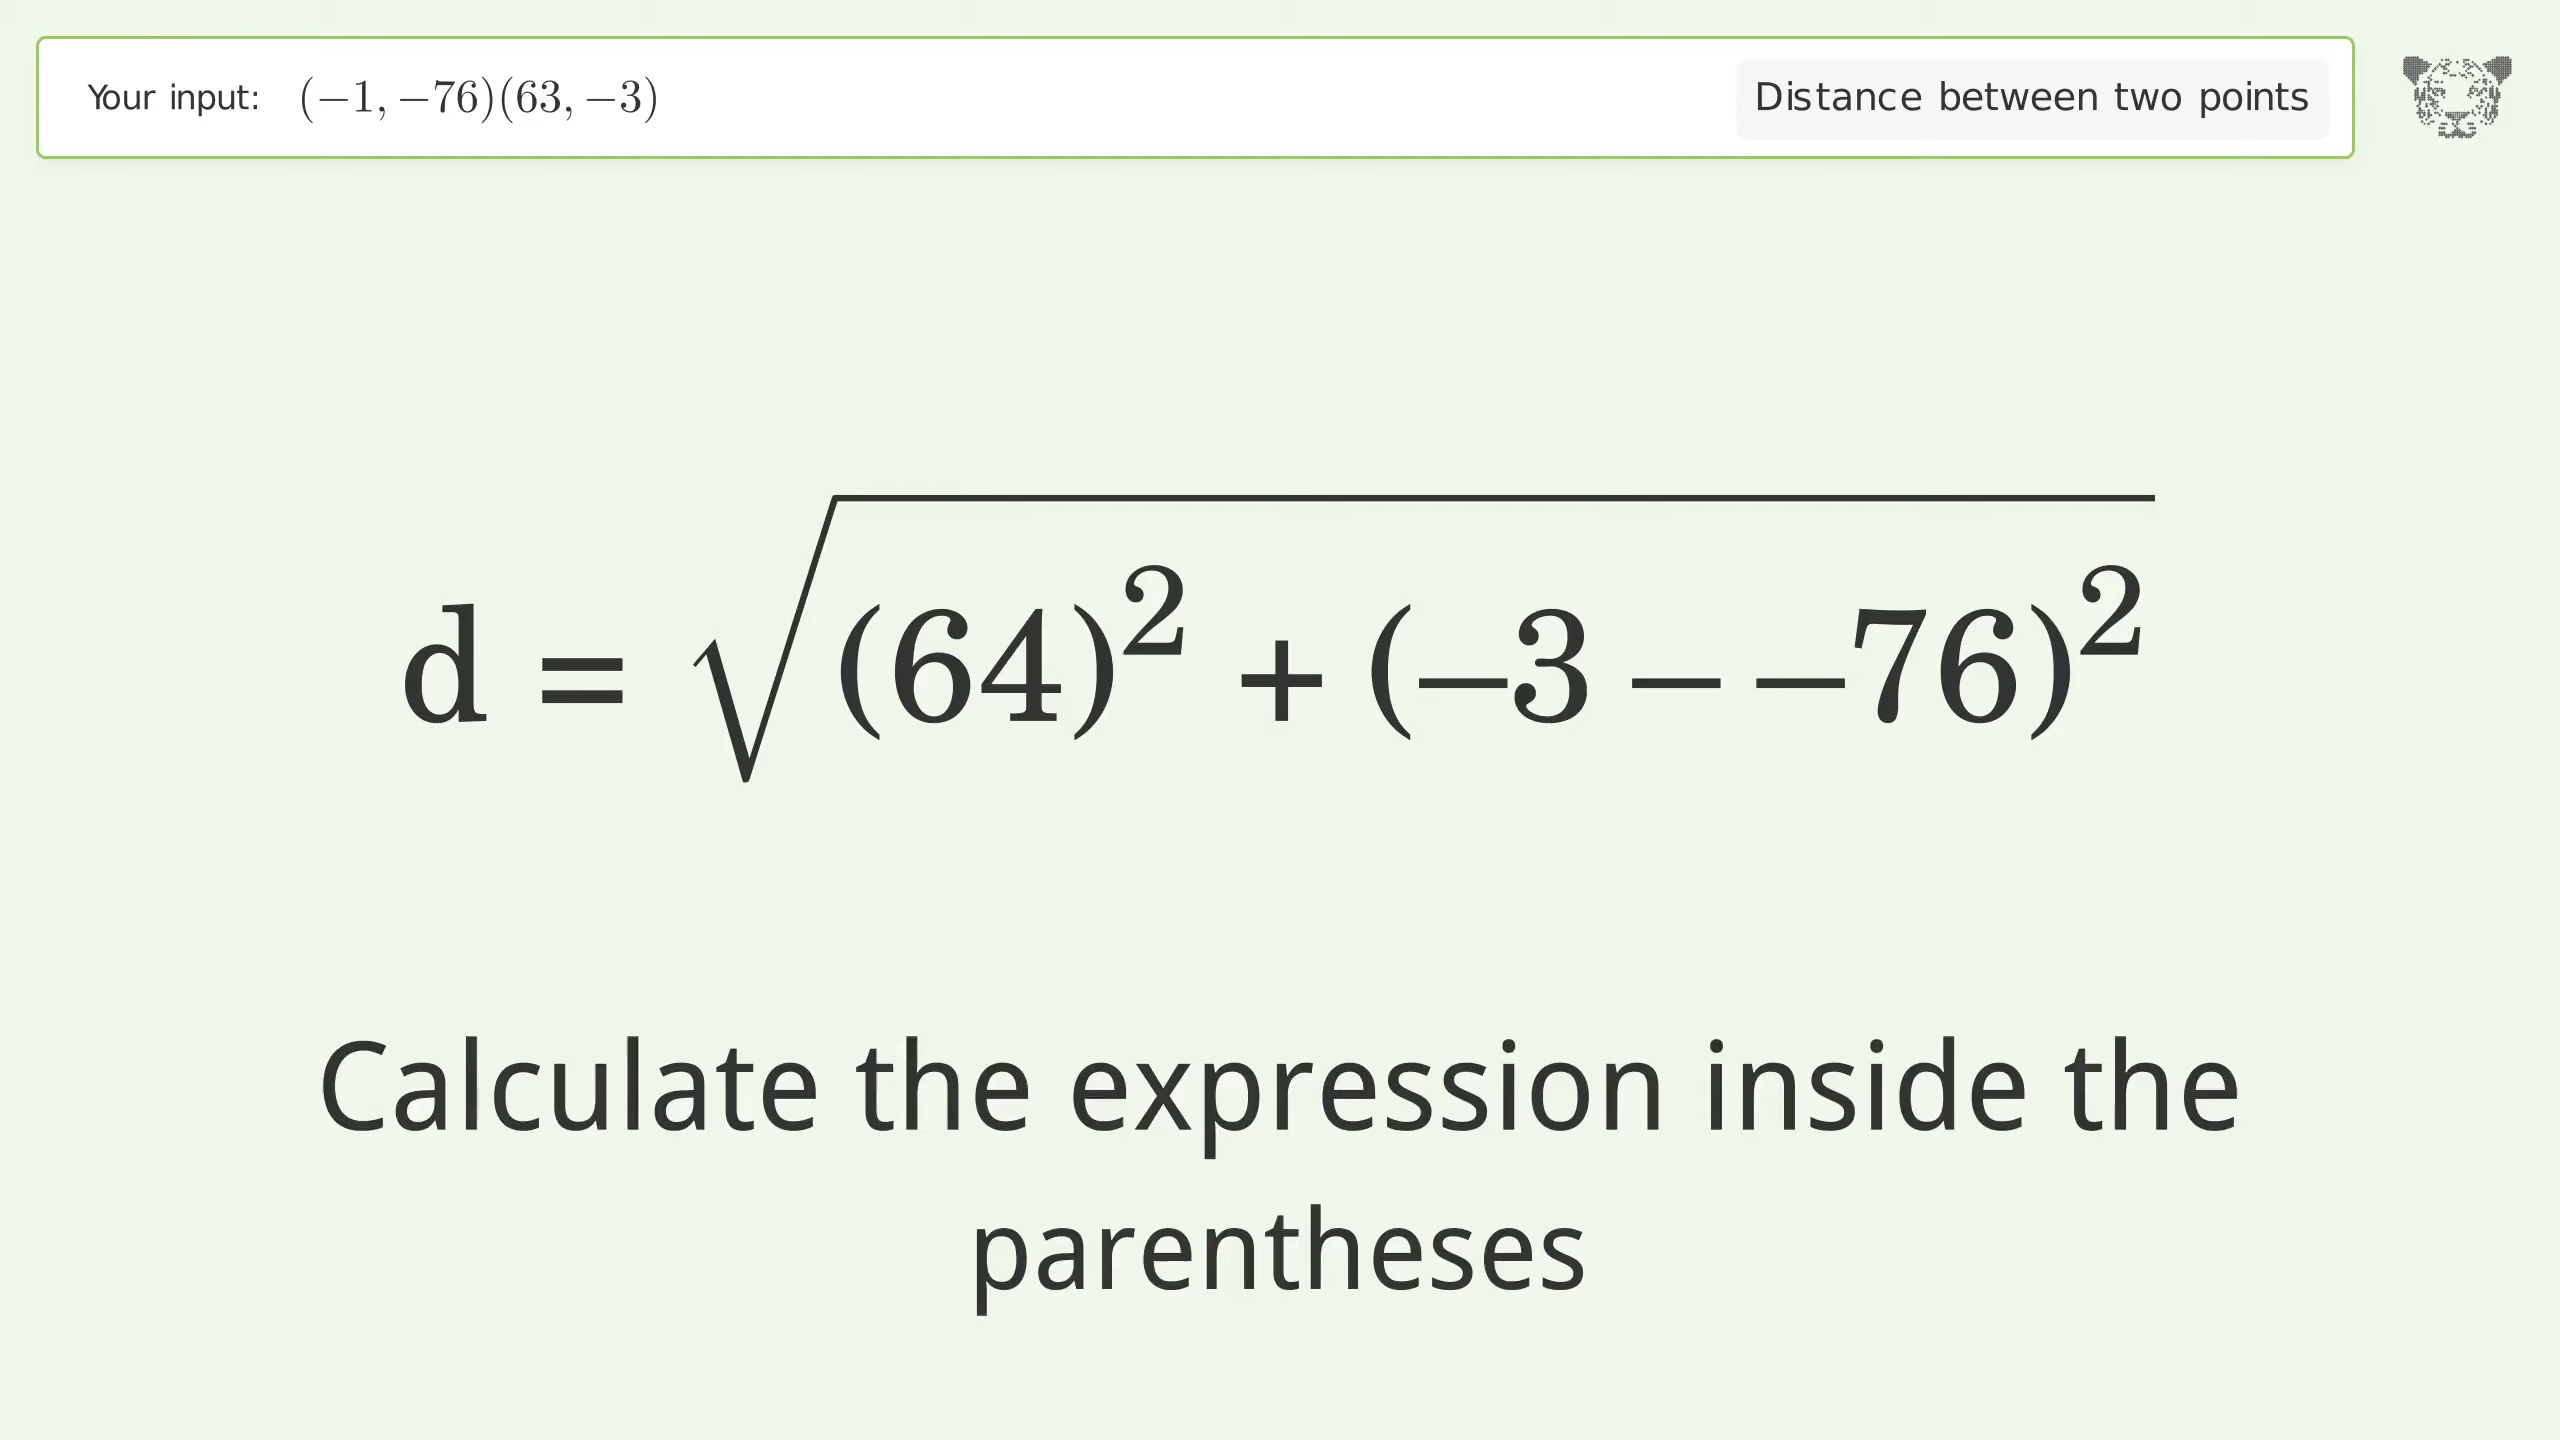 Your input: (−1, −76)(63, −3)
Distance between two points
d = √(64)² + (−3 − −76)²
Calculate the expression inside the
parentheses